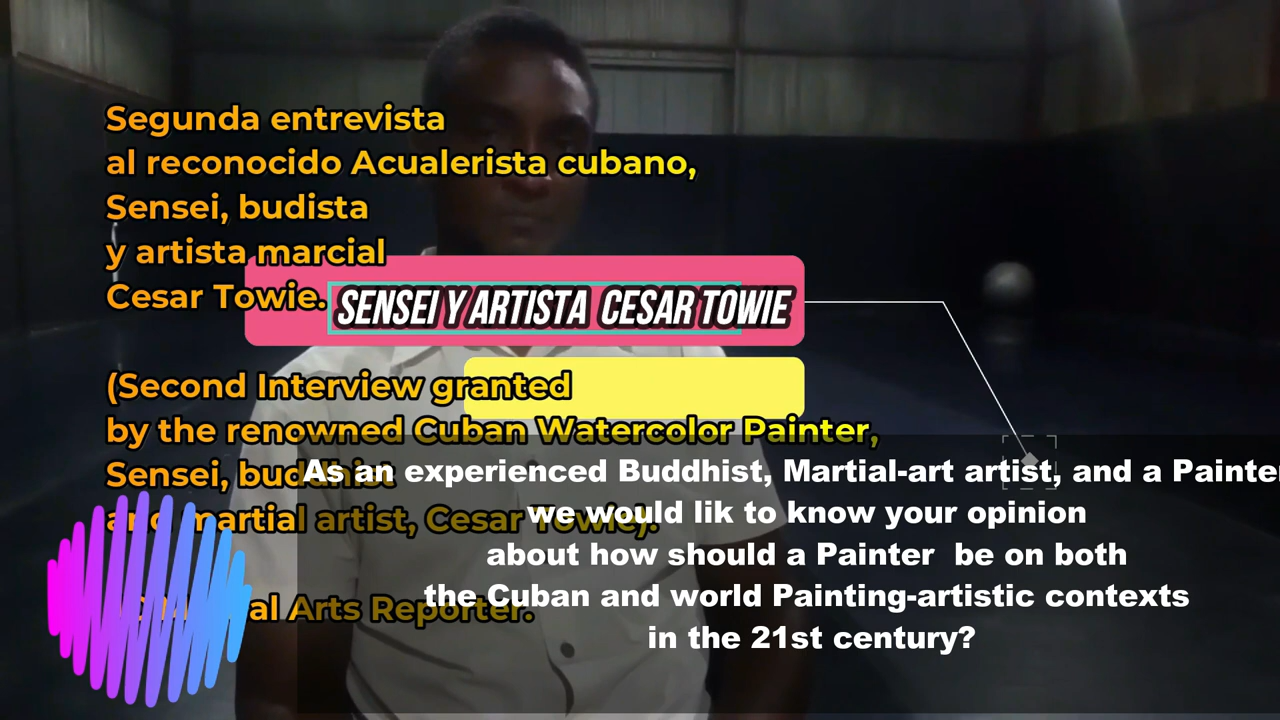 Segunda entrevista
al reconocido Acualerista cubano,
Sensei, budista
y artista marcial
Cesar Towie.
SENSEI Y ARTISTA CESAR TOWIE
(Second Interview granted
by the renowned Cuban Watercolor Painter,
Sensei, buddhist
and martial artist, Cesar Towie).
Arts Reporter.
As an experienced Buddhist, Martial-art artist, and a Painter
we would lik to know your opinion
about how should a Painter be on both
the Cuban and world Painting-artistic contexts
in the 21st century?